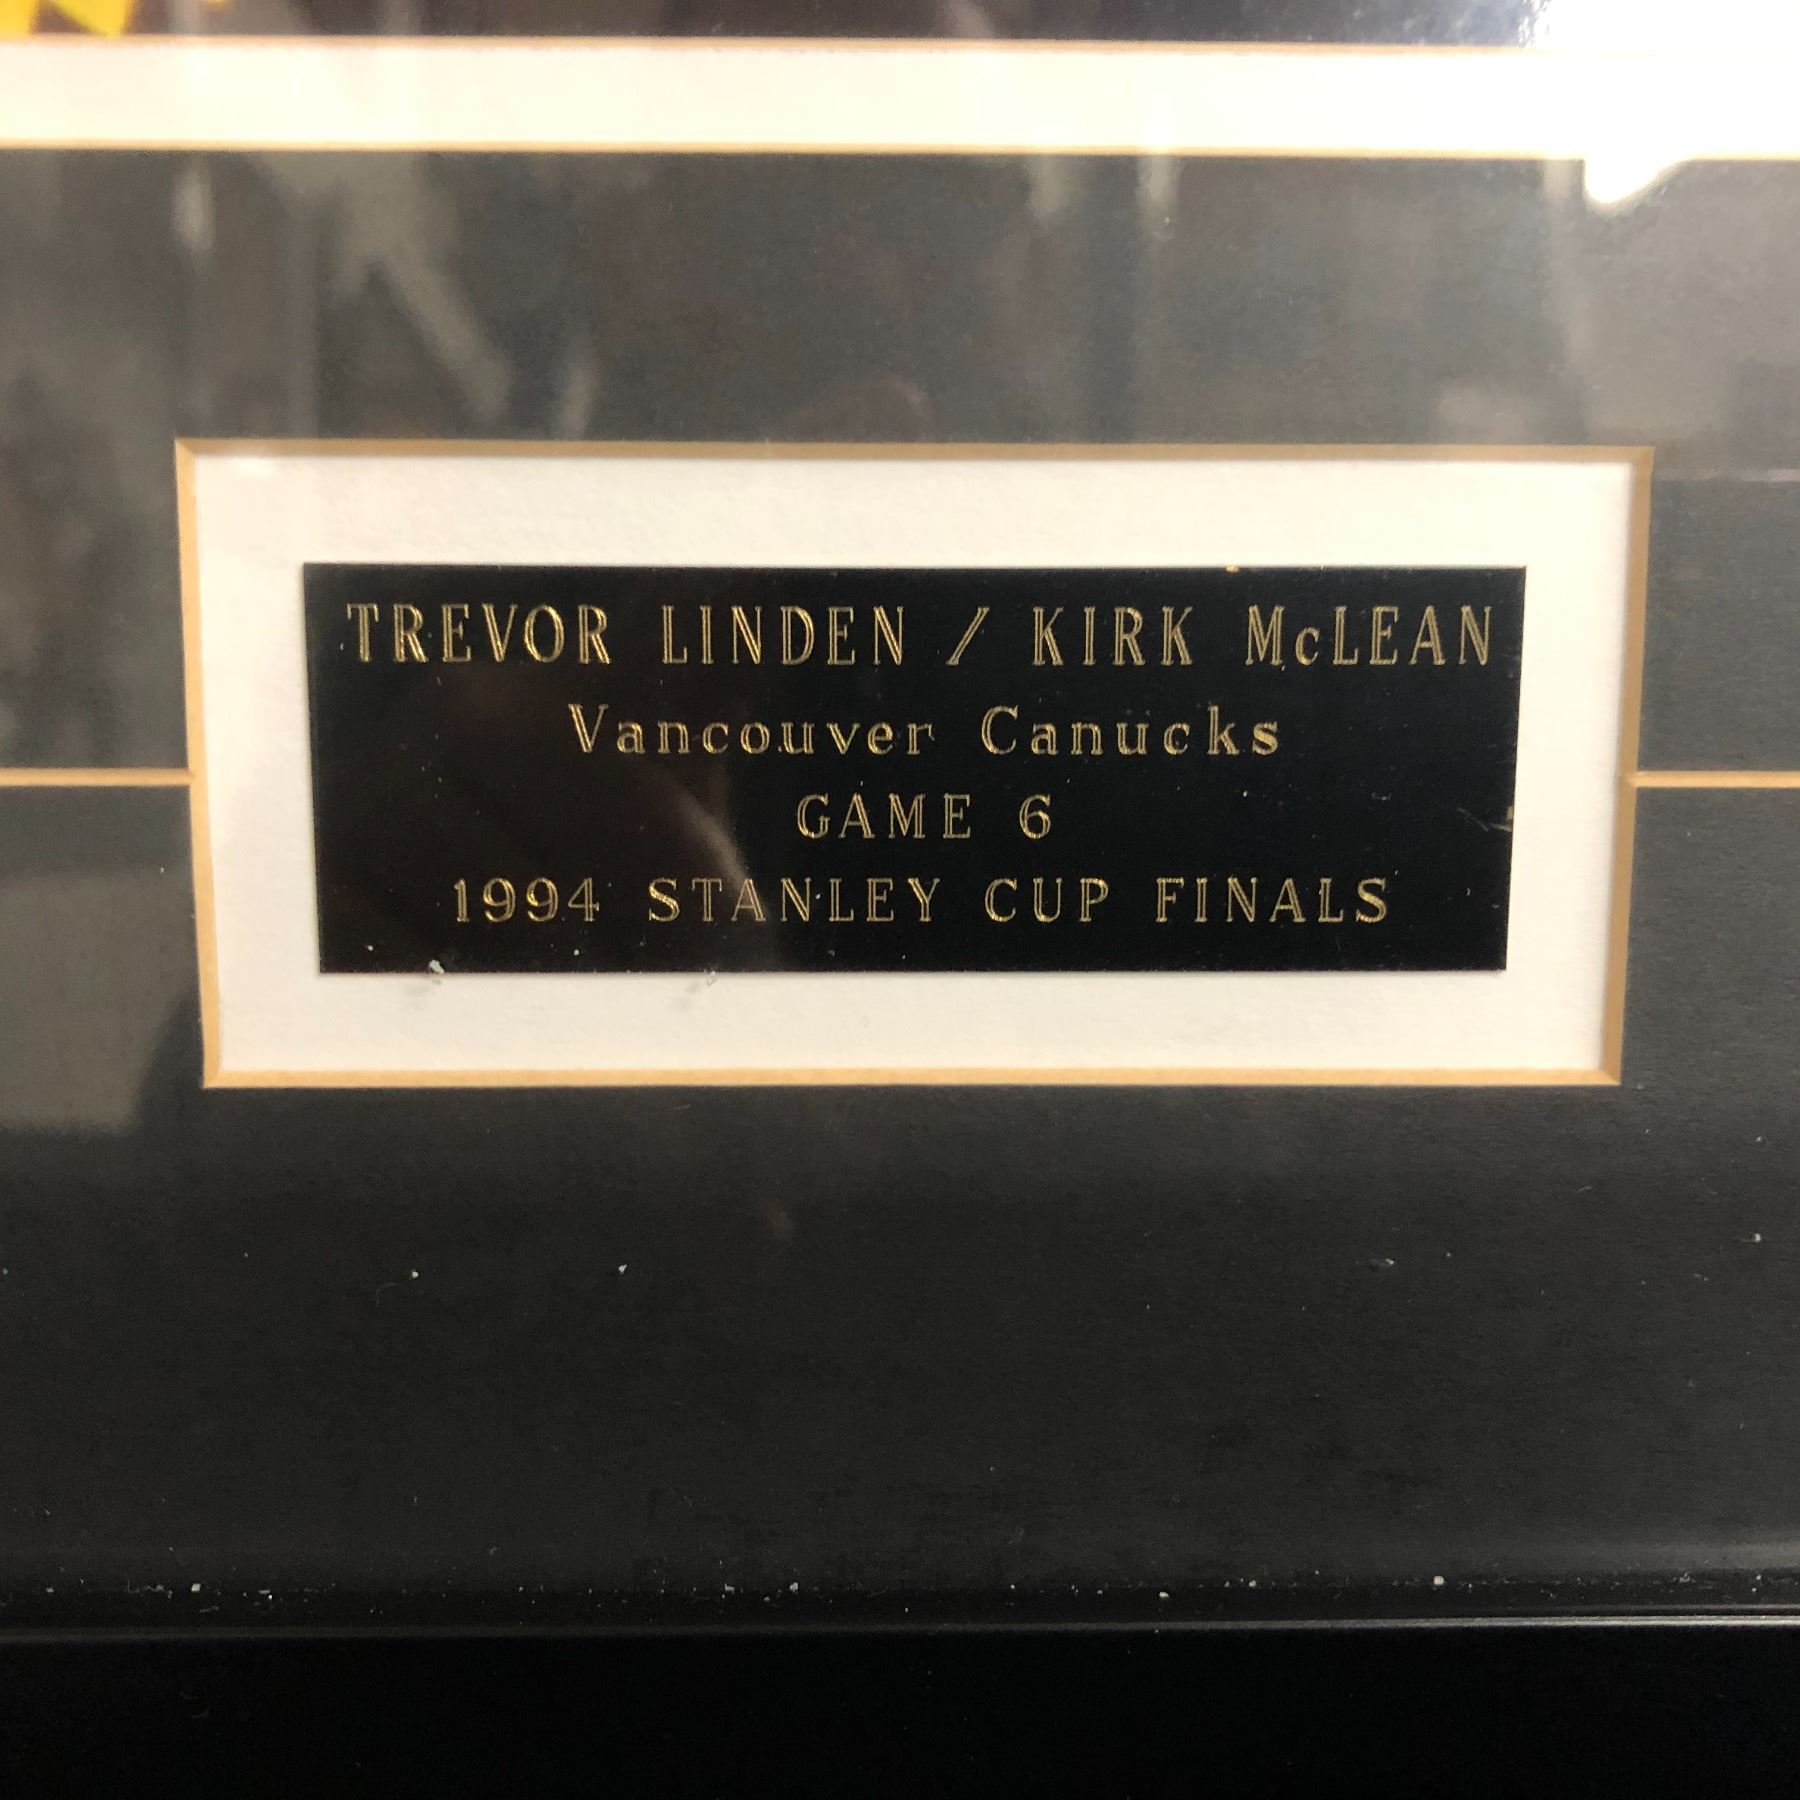 TREVOR LINDEN / KIRK McLEAN
Vancouver Canucks
GAME 6
1994 STANLEY CUP FINALS